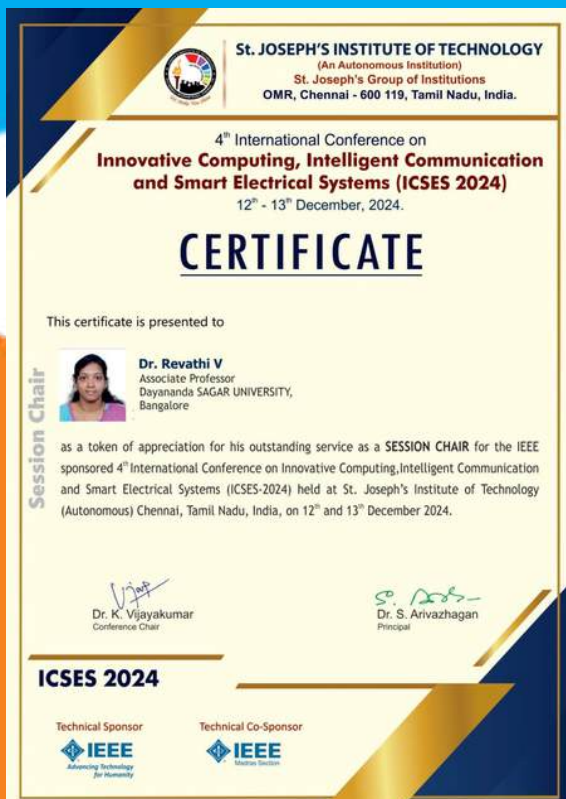 St. JOSEPH'S INSTITUTE OF TECHNOLOGY
(An Autonomous Institution)
St. Joseph's Group of Institutions
OMR, Chennai - 600 119, Tamil Nadu, India.
4th International Conference on
Innovative Computing, Intelligent Communication
and Smart Electrical Systems (ICSES 2024)
12th - 13th December, 2024.
CERTIFICATE
This certificate is presented to
Session Chair
Dr. Revathi V
Associate Professor
Dayananda SAGAR UNIVERSITY,
Bangalore
as a token of appreciation for his outstanding service as a SESSION CHAIR for the IEEE
sponsored 4th International Conference on Innovative Computing,Intelligent Communication
and Smart Electrical Systems (ICSES-2024) held at St. Joseph's Institute of Technology
(Autonomous) Chennai, Tamil Nadu, India, on 12th and 13th December 2024.
Dr. K. Vijayakumar
Conference Chair
Dr. S. Arivazhagan
Principal
ICSES 2024
Technical Sponsor
IEEE
Advancing Technology
for Humanity
Technical Co-Sponsor
IEEE
Madras Section